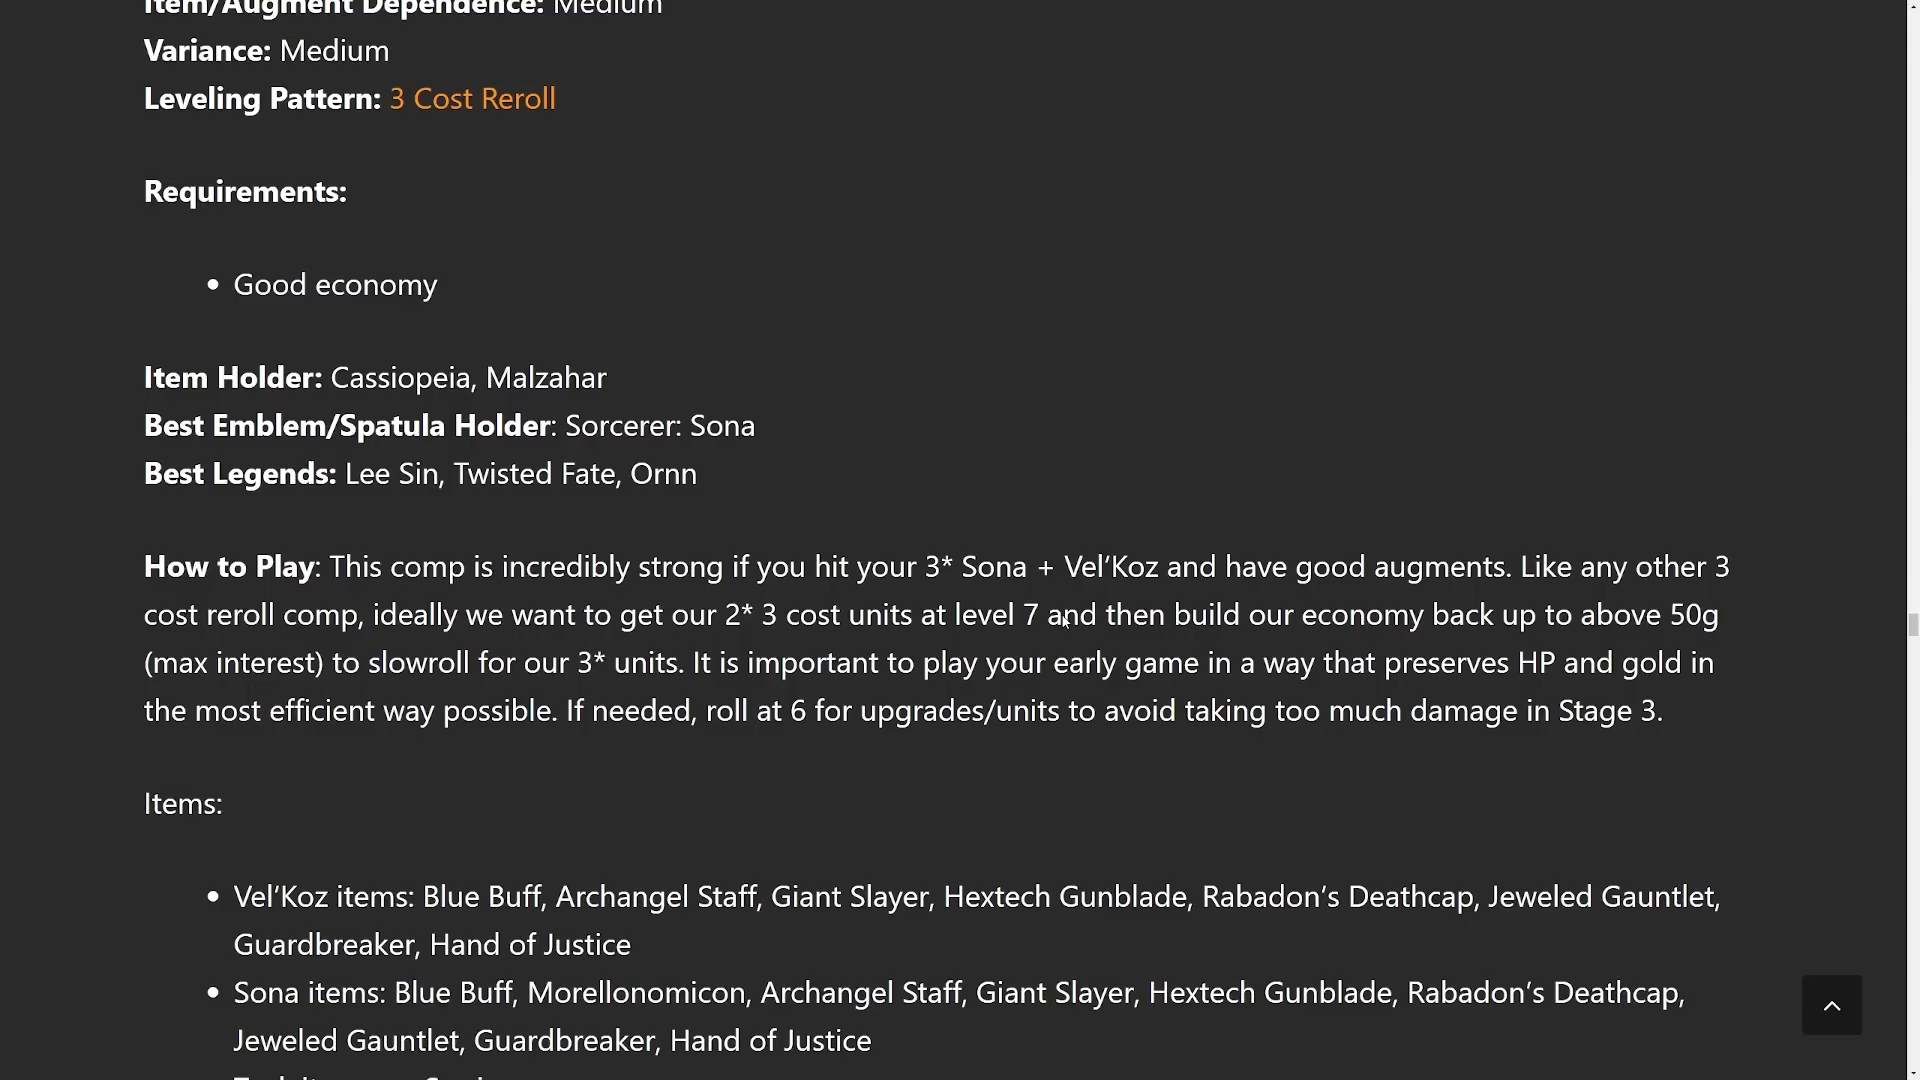 Item/Augment Dependence: Medium
Variance: Medium
Leveling Pattern: 3 Cost Reroll
Requirements:
• Good economy
Item Holder: Cassiopeia, Malzahar
Best Emblem/Spatula Holder: Sorcerer: Sona
Best Legends: Lee Sin, Twisted Fate, Ornn
How to Play: This comp is incredibly strong if you hit your 3* Sona + Vel’Koz and have good augments. Like any other 3
cost reroll comp, ideally we want to get our 2* 3 cost units at level 7 and then build our economy back up to above 50g
(max interest) to slowroll for our 3* units. It is important to play your early game in a way that preserves HP and gold in
the most efficient way possible. If needed, roll at 6 for upgrades/units to avoid taking too much damage in Stage 3.
Items:
• Vel’Koz items: Blue Buff, Archangel Staff, Giant Slayer, Hextech Gunblade, Rabadon’s Deathcap, Jeweled Gauntlet,
Guardbreaker, Hand of Justice
• Sona items: Blue Buff, Morellonomicon, Archangel Staff, Giant Slayer, Hextech Gunblade, Rabadon’s Deathcap,
Jeweled Gauntlet, Guardbreaker, Hand of Justice